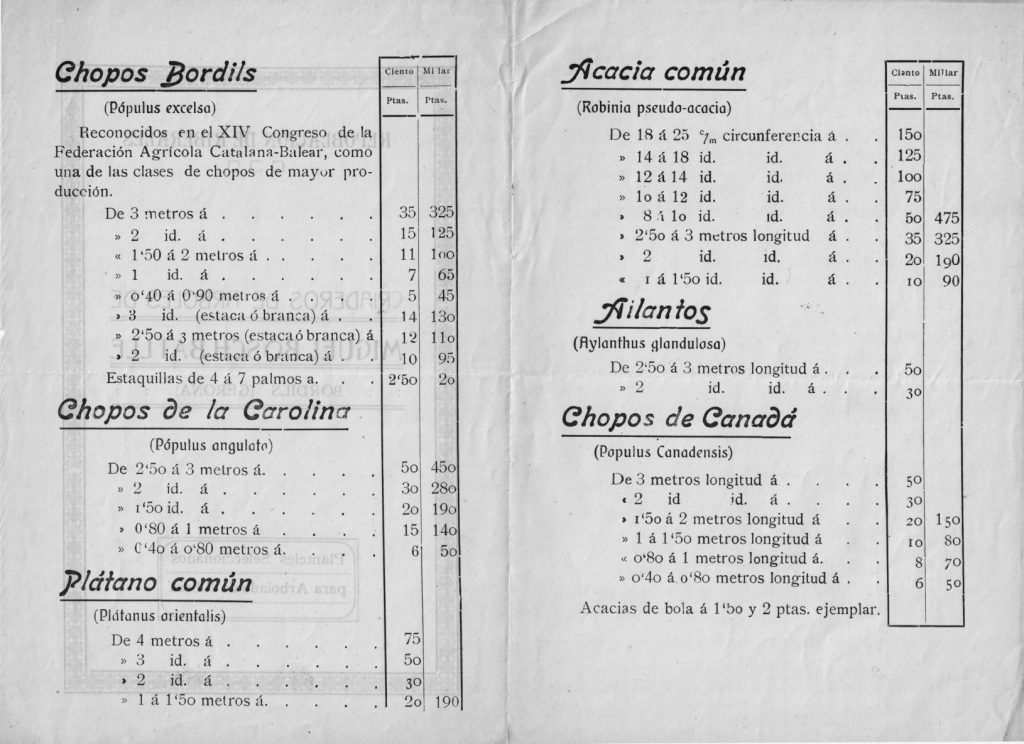 Chopos Bordils
Ciento Millar
Ptas. Ptas.
(Pópulus excelsa)
Reconocidos en el XIV Congreso de la
Federación Agrícola Catalana-Balear, como
una de las clases de chopos de mayor pro-
ducción.
De 3 metros á . . . . . . 35 325
» 2 id. á . . . . . . 15 125
« 1‘50 á 2 metros á . . . . . 11 100
» 1 id. á . . . . . . 7 65
» 0‘40 á 0‘90 metros á . . . . 5 45
» 3 id. (estaca ó branca) á . . 14 130
» 2‘50 á 3 metros (estaca ó branca) á 12 110
» 2 id. (estaca ó branca) á . . 10 95
Estaquillas de 4 á 7 palmos a. . . 2‘50 20
Chopos de la Carolina
(Pópulus angulato)
De 2‘50 á 3 metros á. . . . . 50 450
» 2 id. á . . . . . . 30 280
» 1‘50 id. á . . . . . . 20 190
» 0‘80 á 1 metros á . . . . 15 140
» 0‘40 á 0‘80 metros á. . . . 6 50
Plátano común
(Plátanus orientalis)
De 4 metros á . . . . . . 75
» 3 id. á . . . . . . 50
» 2 id. á . . . . . . 30
» 1 á 1‘50 metros á. . . . . 20 190
Acacia común
Ciento Millar
Ptas. Ptas.
(Robinia pseudo-acacia)
De 18 á 25 c/m circunferencia á . . 150
» 14 á 18 id. id. á . . 125
» 12 á 14 id. id. á . . 100
» 10 á 12 id. id. á . . 75
» 8 á 10 id. id. á . . 50 475
» 2‘50 á 3 metros longitud á . . 35 325
» 2 id. id. á . . 20 190
« 1 á 1‘50 id. id. á . . 10 90
Ailantos
(Aylanthus glandulosa)
De 2‘50 á 3 metros longitud á . . . 50
» 2 id. id. á . . . 30
Chopos de Canadá
(Populus Canadensis)
De 3 metros longitud á . . . . 50
‹ 2 id id. á . . . . 30
» 1‘50 á 2 metros longitud á . . 20 150
» 1 á 1‘50 metros longitud á . . 10 80
« 0‘80 á 1 metros longitud á. . . 8 70
» 0‘40 á 0‘80 metros longitud á . . 6 50
Acacias de bola á 1‘50 y 2 ptas. ejemplar.